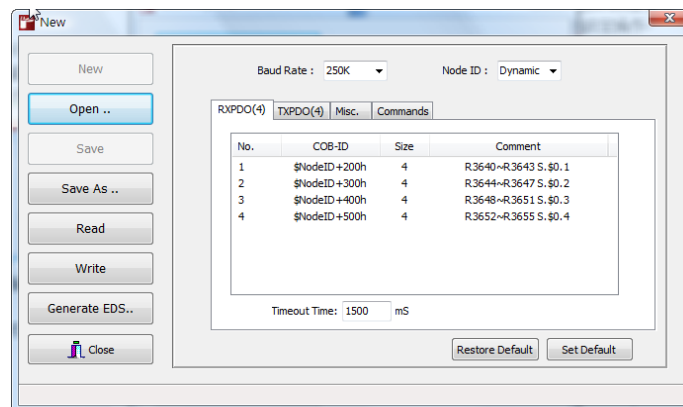 New
New
Open ..
Save
Save As ..
Read
Write
Generate EDS..
Close
Baud Rate : 250K Node ID : Dynamic
RXPDO(4) TXPDO(4) Misc. Commands
No. COB-ID Size Comment
1 $NodeID+200h 4 R3640~R3643 S.$0.1
2 $NodeID+300h 4 R3644~R3647 S.$0.2
3 $NodeID+400h 4 R3648~R3651 S.$0.3
4 $NodeID+500h 4 R3652~R3655 S.$0.4
Timeout Time: 1500 mS
Restore Default Set Default